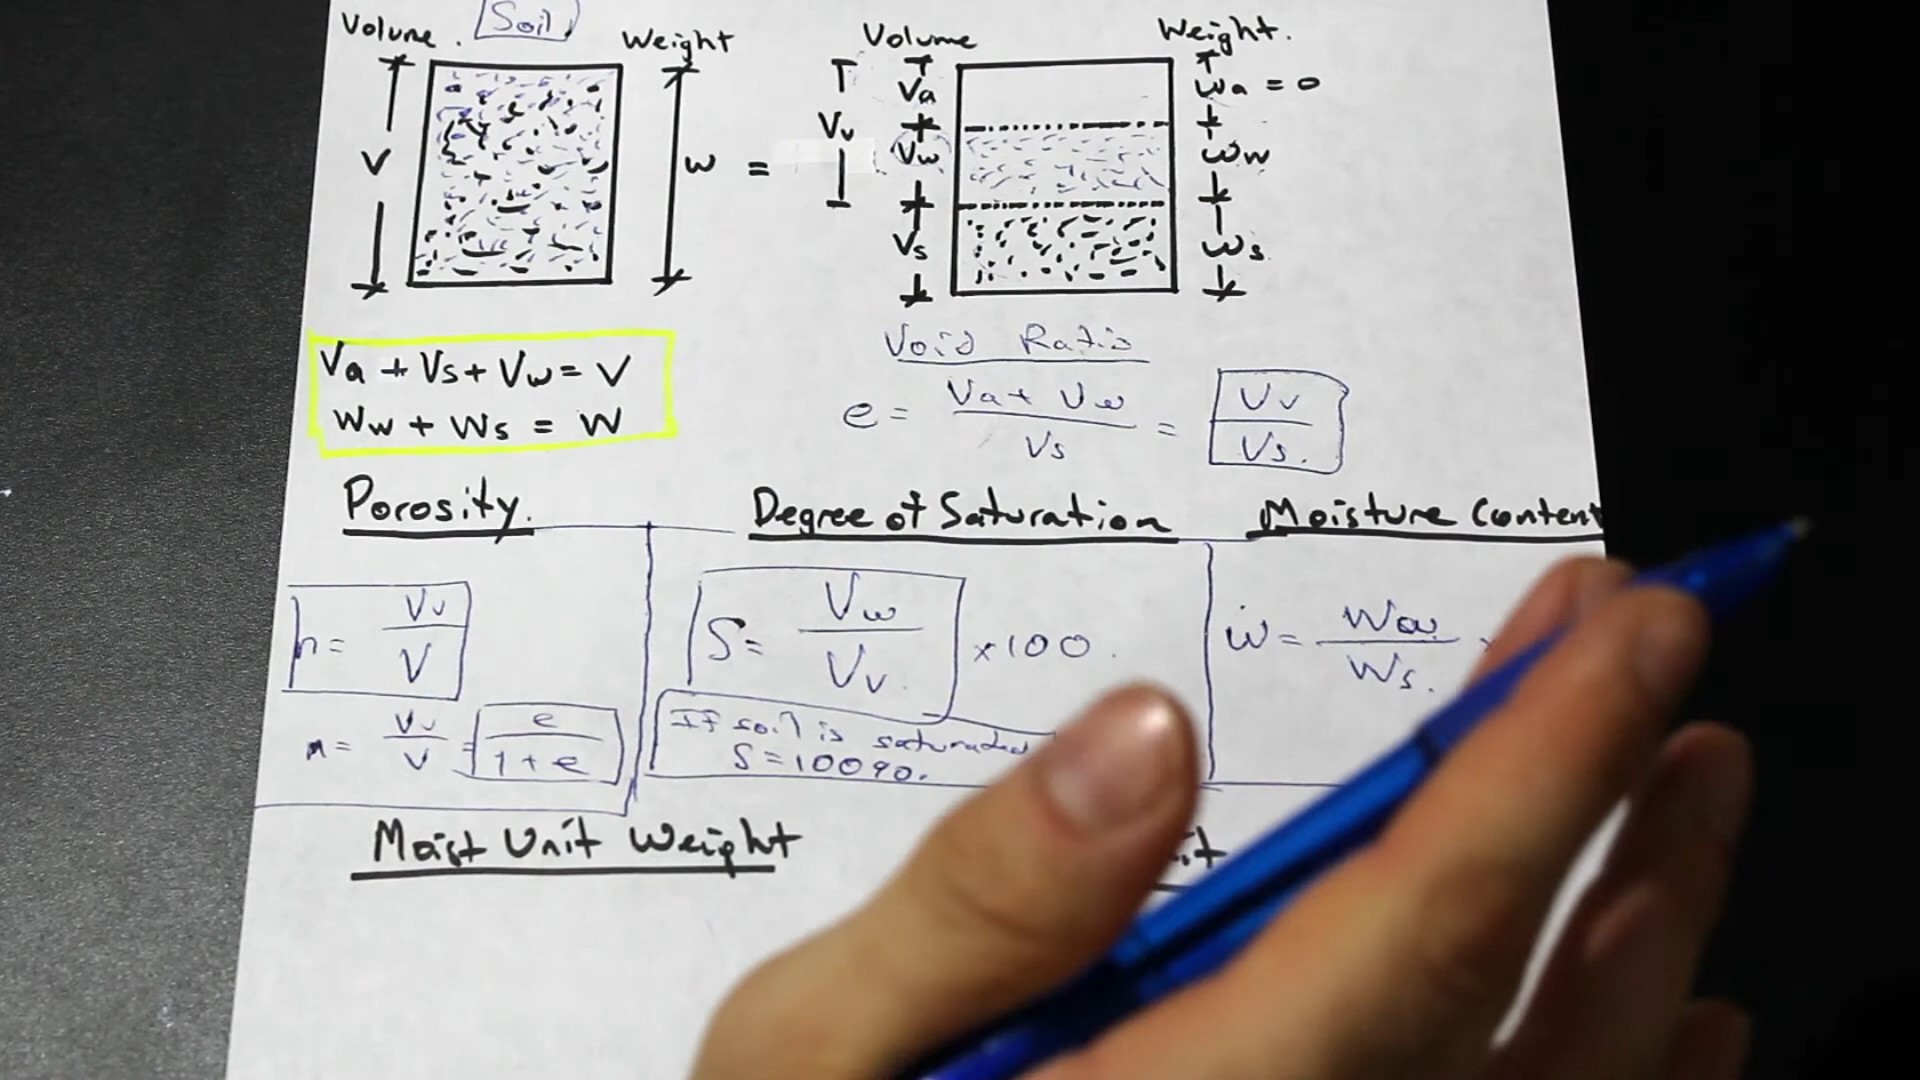 Volume. Soil Weight
V
W =
Volume Weight.
Va Wa = 0
Vv
Vw Ww
Vs Ws
Va + Vs + Vw = V
Ww + Ws = W
Void Ratio
e = Va + Vw / Vs = Vv / Vs.
Porosity. Degree of Saturation Moisture Content
n = Vv / V
S = Vw / Vv. ×100.
w = Ww / Ws.
n = Vv / V = e / 1 + e
If soil is saturated
S = 100%.
Moist Unit Weight